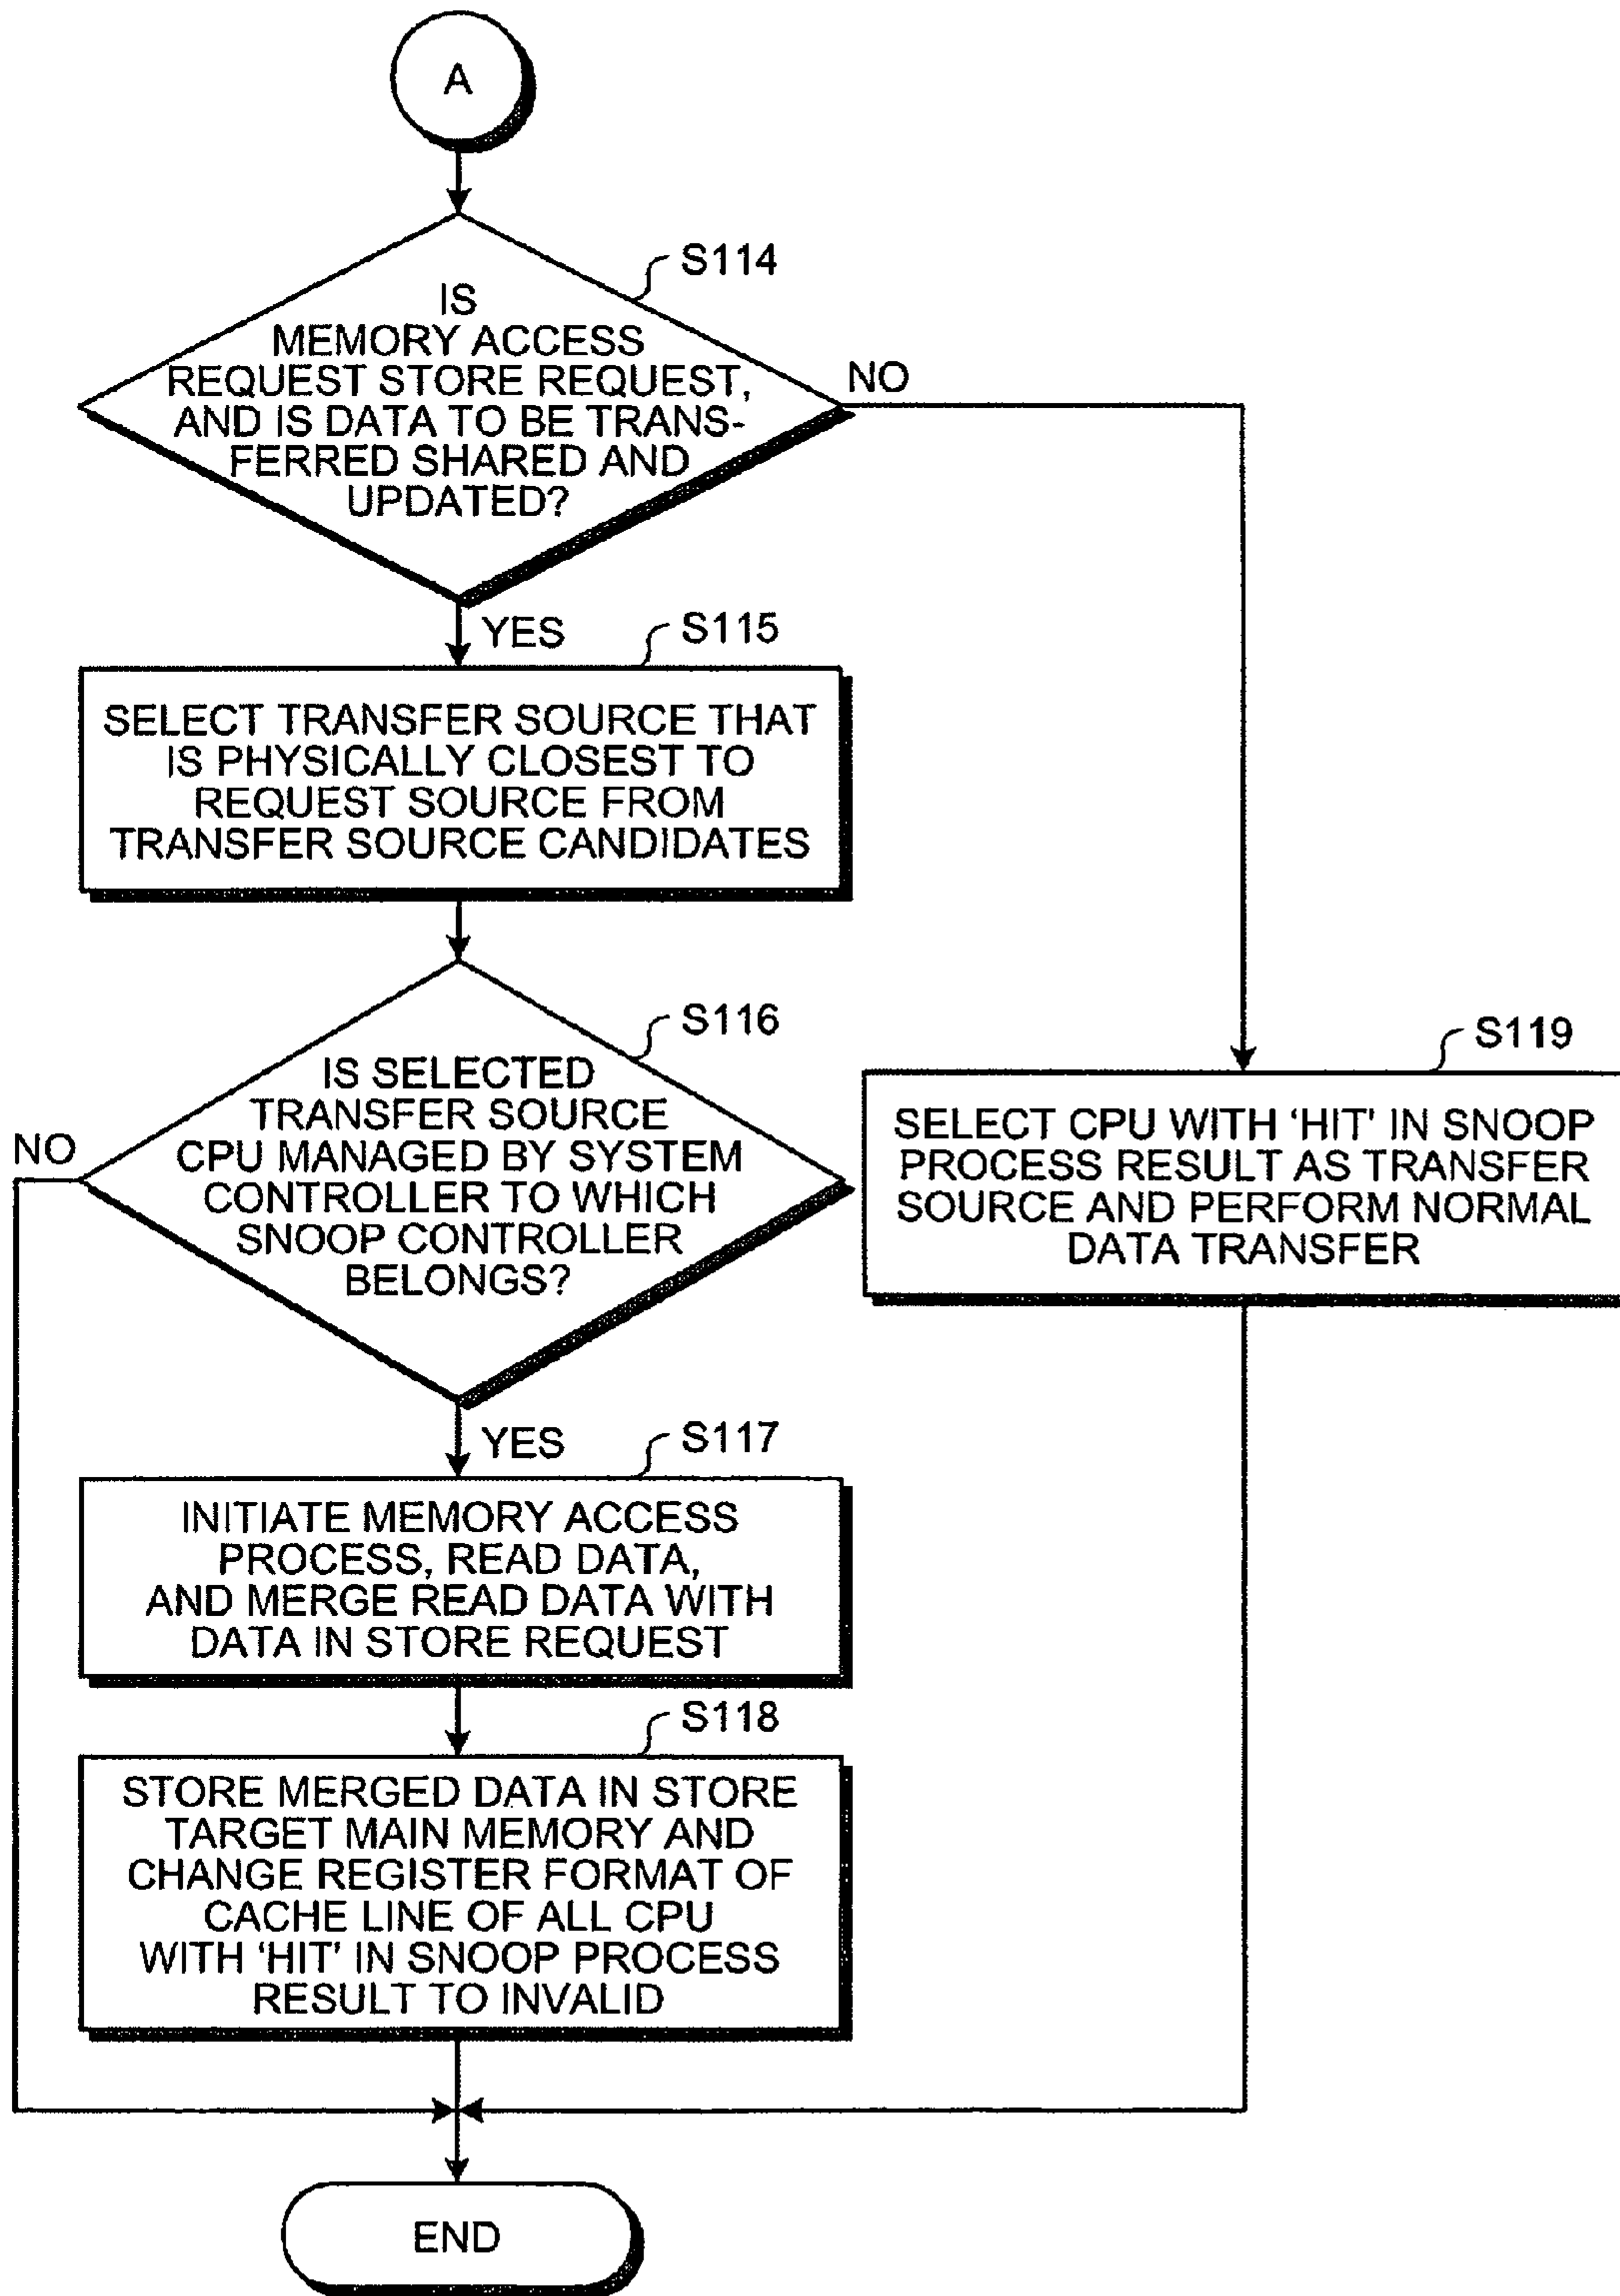 A
S114
IS
MEMORY ACCESS
REQUEST STORE REQUEST,
AND IS DATA TO BE TRANS-
FERRED SHARED AND
UPDATED?
NO
YES
S115
SELECT TRANSFER SOURCE THAT
IS PHYSICALLY CLOSEST TO
REQUEST SOURCE FROM
TRANSFER SOURCE CANDIDATES
S116
IS SELECTED
TRANSFER SOURCE
CPU MANAGED BY SYSTEM
CONTROLLER TO WHICH
SNOOP CONTROLLER
BELONGS?
NO
S119
SELECT CPU WITH ‘HIT’ IN SNOOP
PROCESS RESULT AS TRANSFER
SOURCE AND PERFORM NORMAL
DATA TRANSFER
YES
S117
INITIATE MEMORY ACCESS
PROCESS, READ DATA,
AND MERGE READ DATA WITH
DATA IN STORE REQUEST
S118
STORE MERGED DATA IN STORE
TARGET MAIN MEMORY AND
CHANGE REGISTER FORMAT OF
CACHE LINE OF ALL CPU
WITH ‘HIT’ IN SNOOP PROCESS
RESULT TO INVALID
END